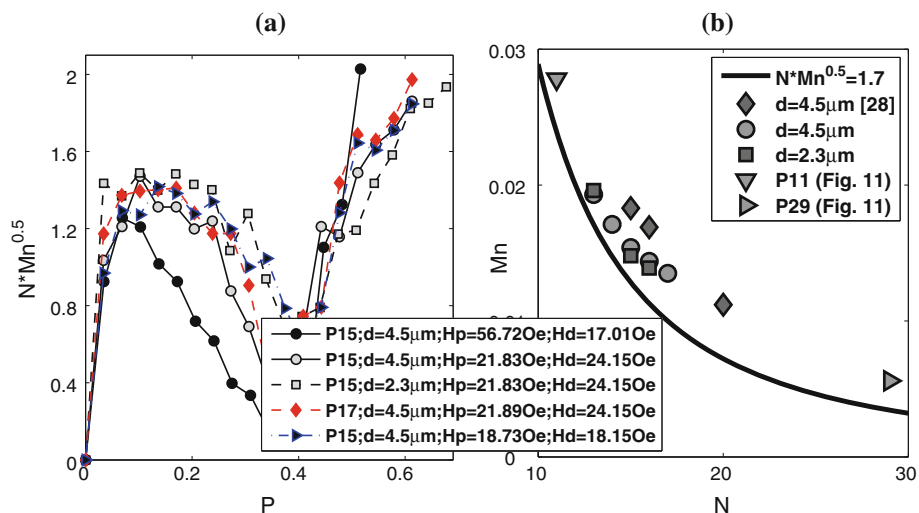 (a)
N*Mn^0.5
2
1.6
1.2
0.8
0.4
0
0
0.2
0.4
0.6
P
P15;d=4.5μm;Hp=56.72Oe;Hd=17.01Oe
P15;d=4.5μm;Hp=21.83Oe;Hd=24.15Oe
P15;d=2.3μm;Hp=21.83Oe;Hd=24.15Oe
P17;d=4.5μm;Hp=21.89Oe;Hd=24.15Oe
P15;d=4.5μm;Hp=18.73Oe;Hd=18.15Oe
(b)
Mn
0.03
0.02
0
10
20
30
N
N*Mn^0.5=1.7
d=4.5μm [28]
d=4.5μm
d=2.3μm
P11 (Fig. 11)
P29 (Fig. 11)